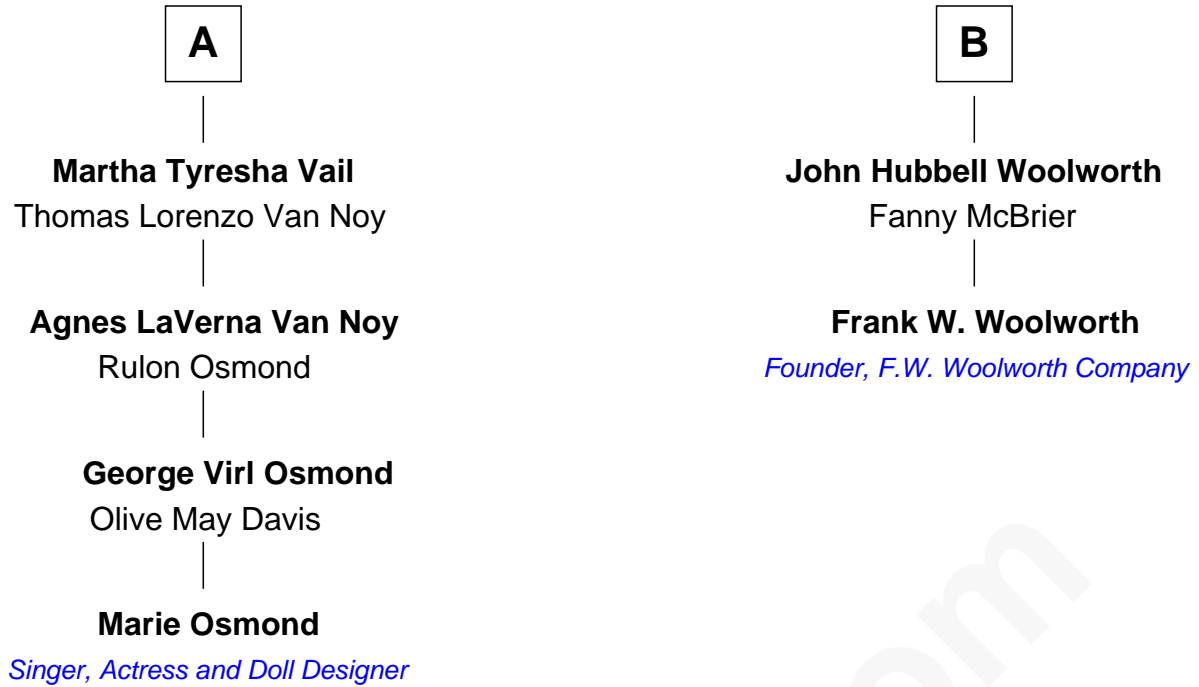 A
Martha Tyresha Vail
Thomas Lorenzo Van Noy
Agnes LaVerna Van Noy
Rulon Osmond
George Virl Osmond
Olive May Davis
Marie Osmond
Singer, Actress and Doll Designer
B
John Hubbell Woolworth
Fanny McBrier
Frank W. Woolworth
Founder, F.W. Woolworth Company
om